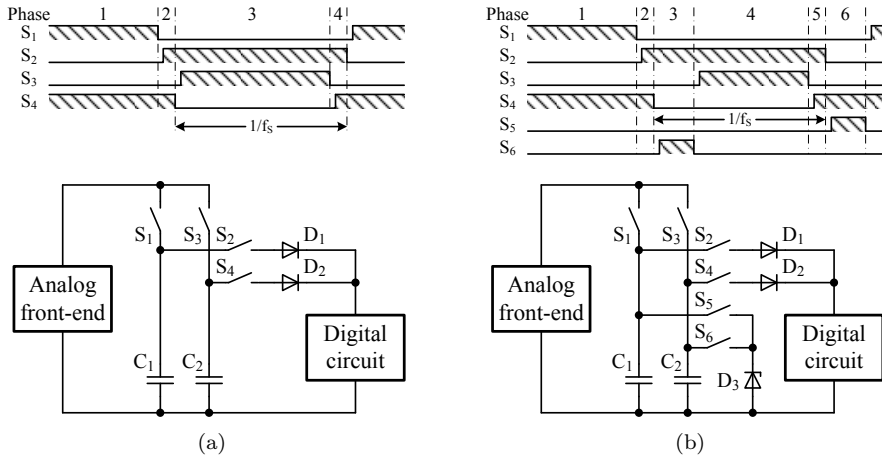 Phase 1 2 3 4
S1
S2
S3
S4
1/fS
S1 S3 S2 D1
S4 D2
Analog
front-end
Digital
circuit
C1 C2
(a)
Phase 1 2 3 4 5 6
S1
S2
S3
S4
1/fS
S5
S6
S1 S3 S2 D1
S4 D2
S5
S6
Analog
front-end
Digital
circuit
C1 C2
D3
(b)